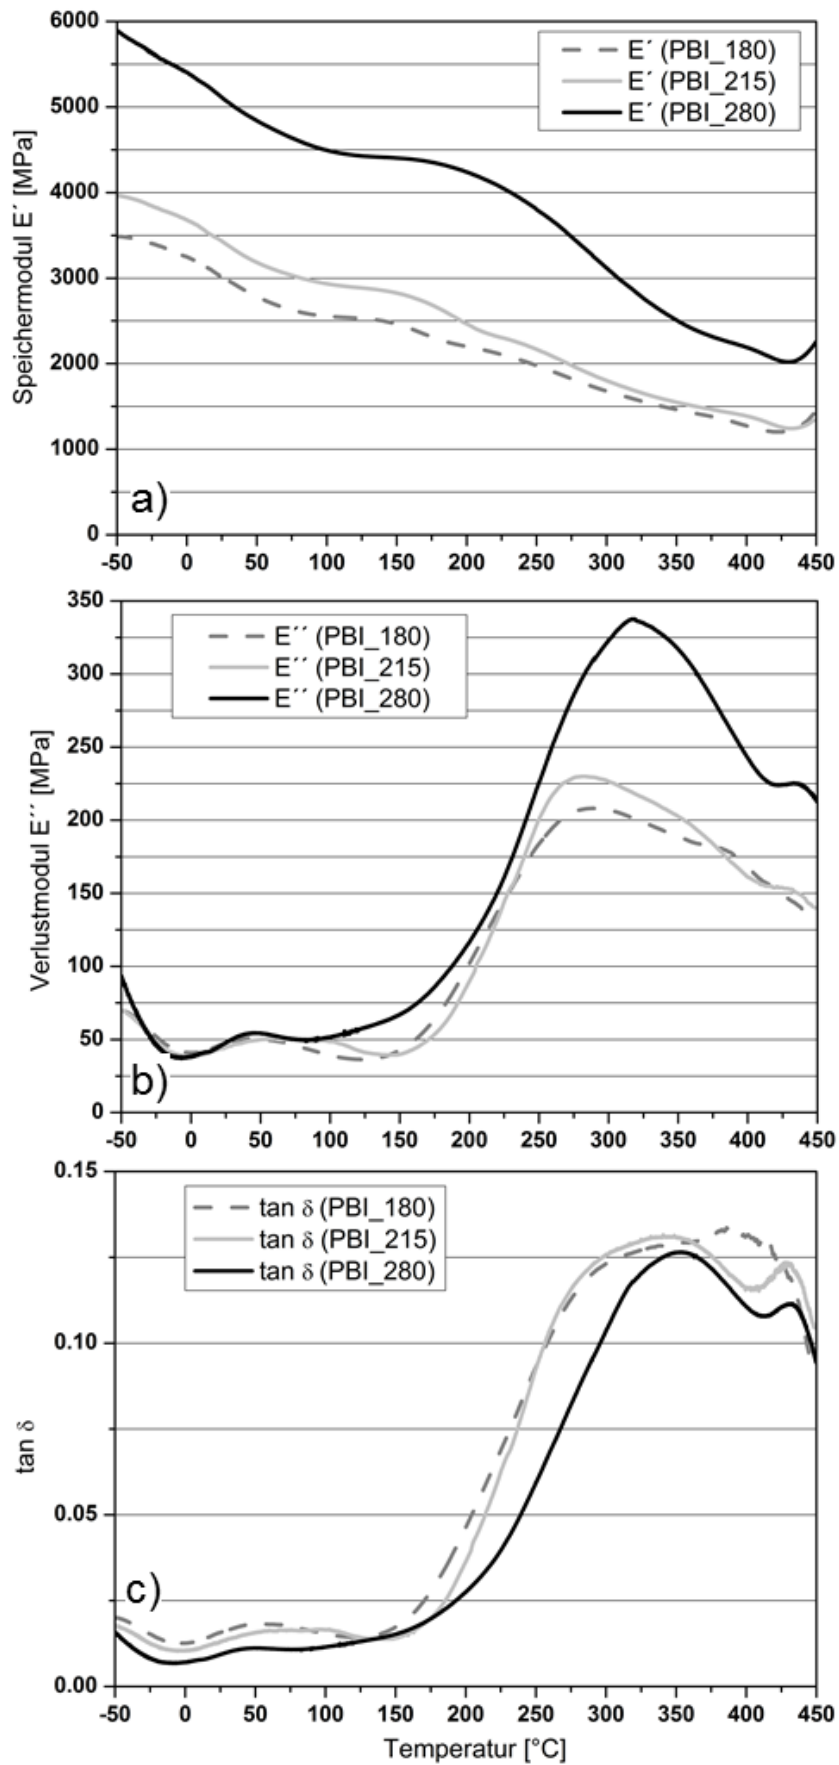 6000
5000
4000
3000
2000
1000
0
Speichermodul E´ [MPa]
E´ (PBI_180)
E´ (PBI_215)
E´ (PBI_280)
a)
-50 0 50 100 150 200 250 300 350 400 450
350
300
250
200
150
100
50
0
Verlustmodul E´´ [MPa]
E´´ (PBI_180)
E´´ (PBI_215)
E´´ (PBI_280)
b)
-50 0 50 100 150 200 250 300 350 400 450
0.15
0.10
0.05
0.00
tan δ
tan δ (PBI_180)
tan δ (PBI_215)
tan δ (PBI_280)
c)
-50 0 50 100 150 200 250 300 350 400 450
Temperatur [°C]